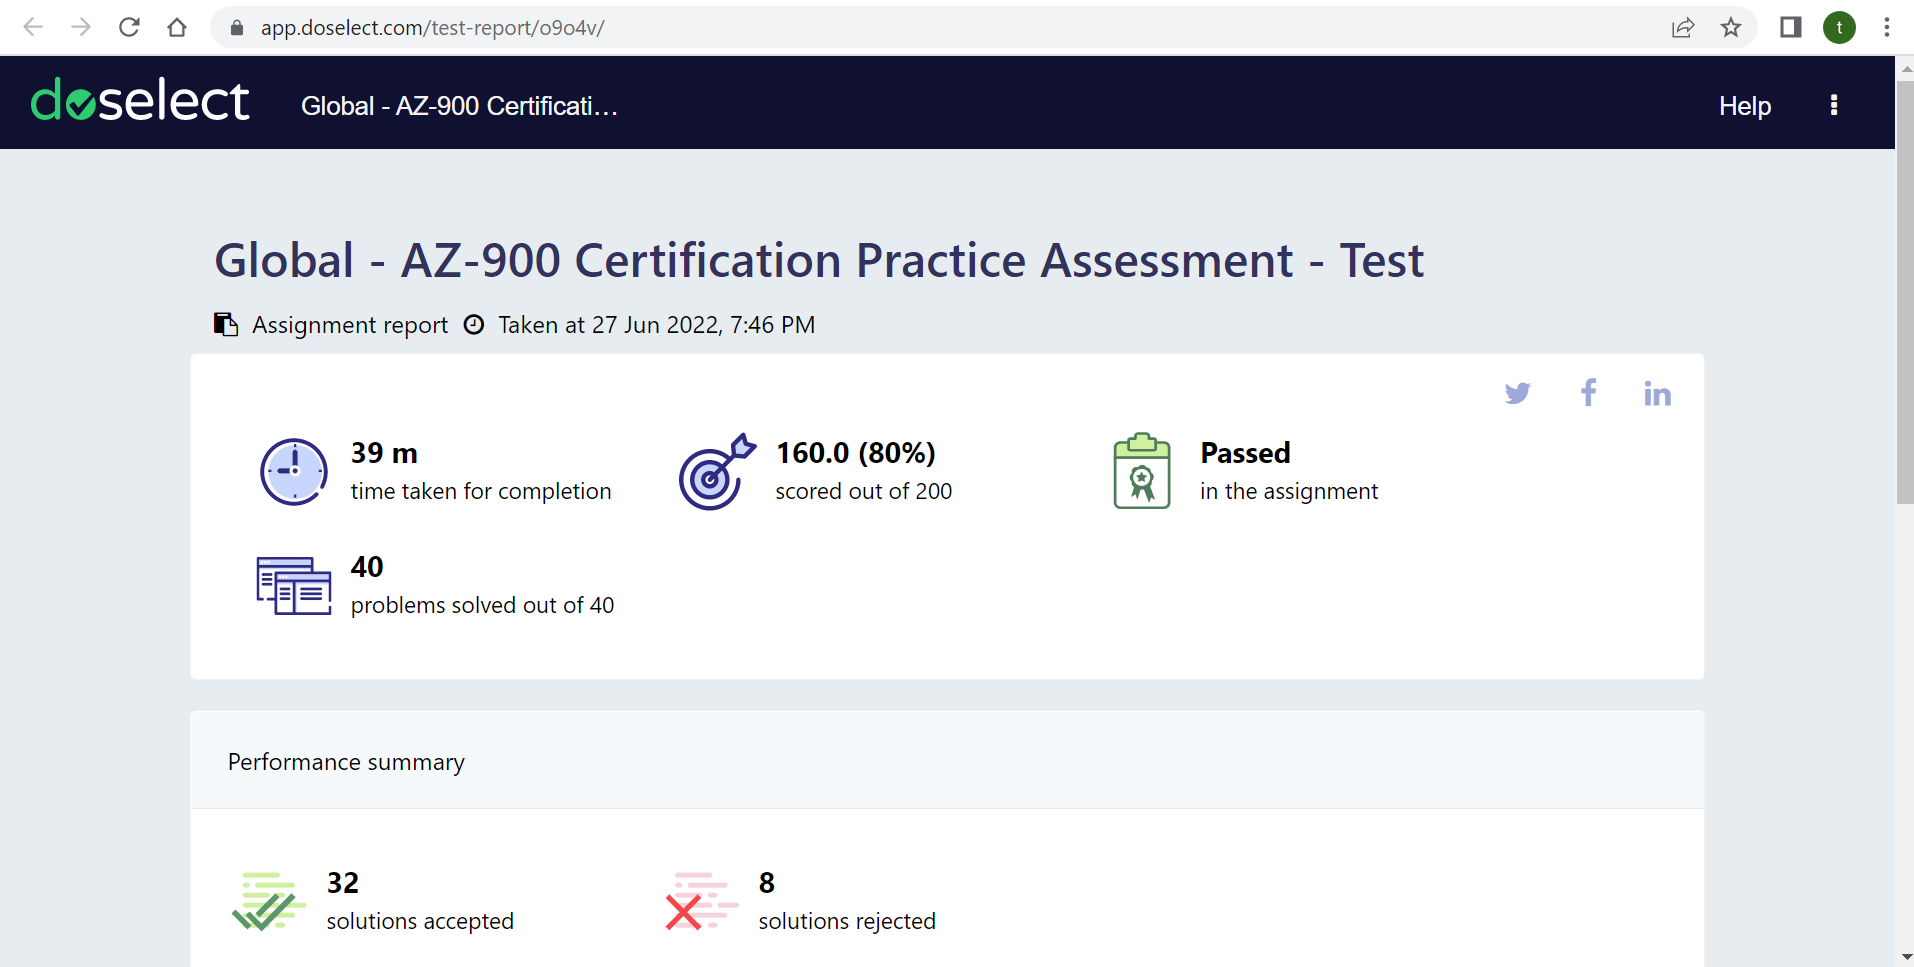 app.doselect.com/test-report/o9o4v/
t
doselect
Global - AZ-900 Certificati...
Help
Global - AZ-900 Certification Practice Assessment - Test
Assignment report Taken at 27 Jun 2022, 7:46 PM
39 m
time taken for completion
160.0 (80%)
scored out of 200
Passed
in the assignment
40
problems solved out of 40
Performance summary
32
solutions accepted
8
solutions rejected